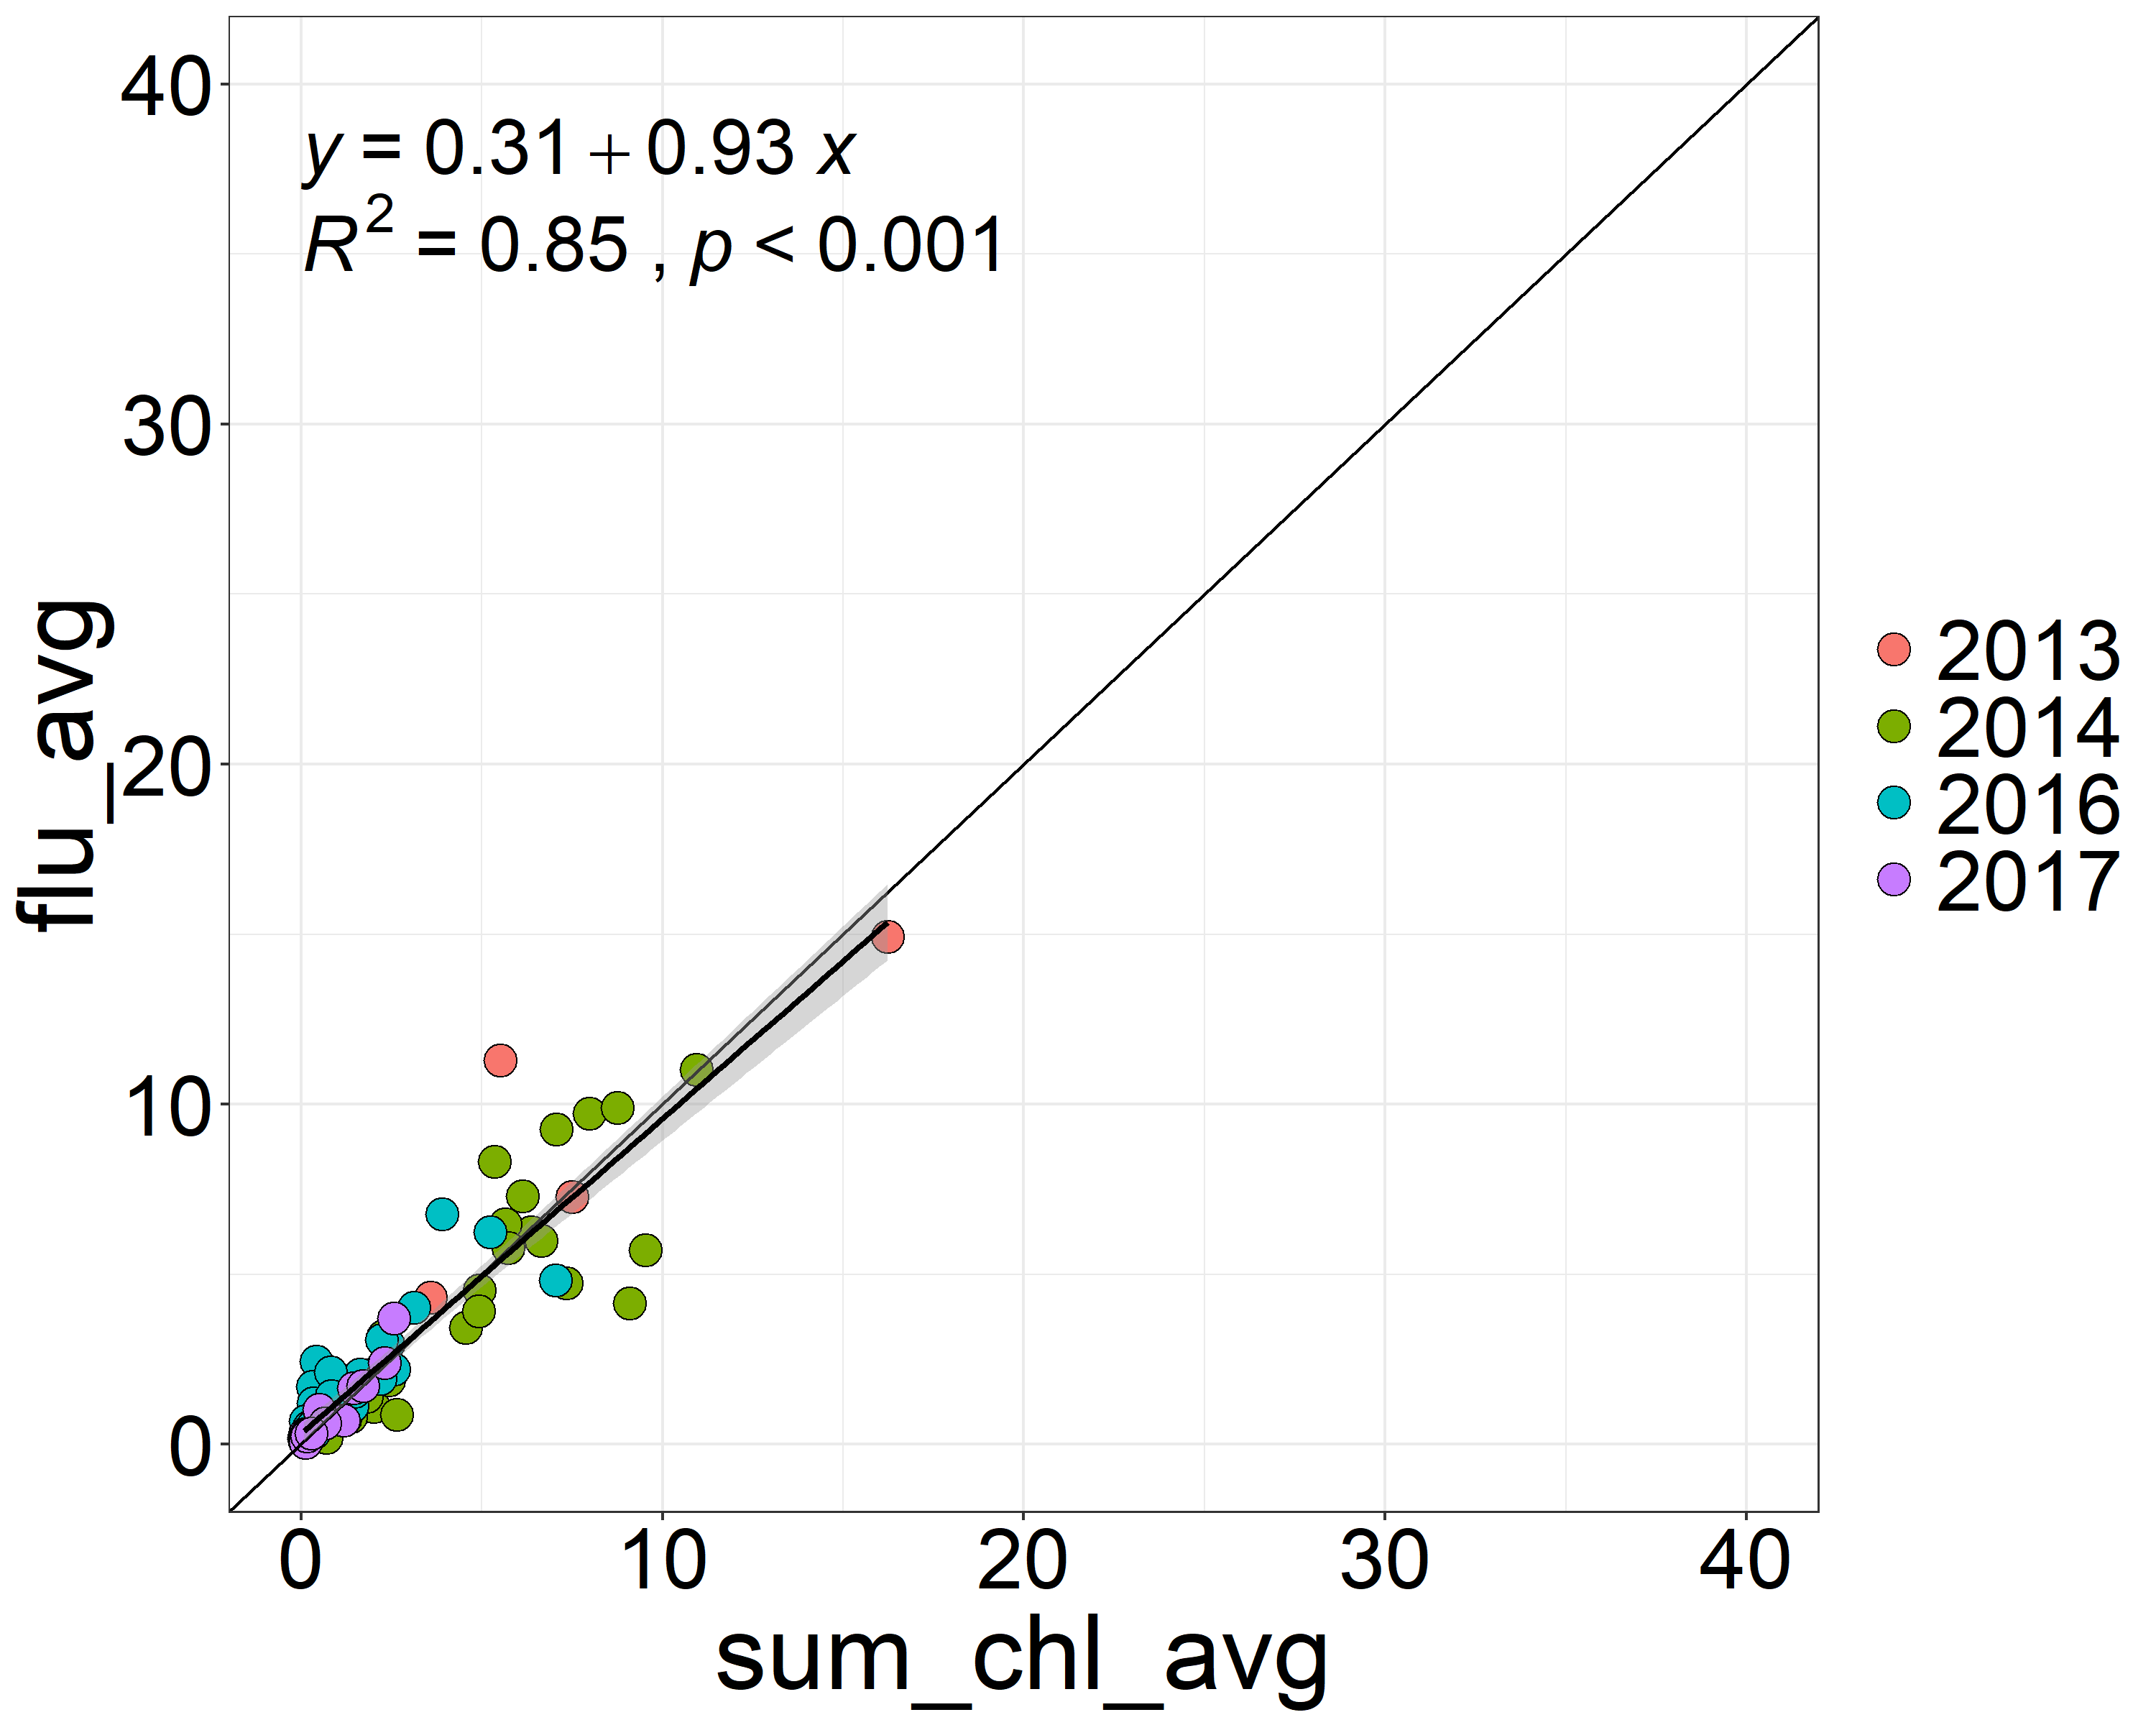 40
30
20
10
0
y = 0.31 + 0.93 x
R² = 0.85 , p < 0.001
flu_avg
0 10 20 30 40
sum_chl_avg
2013
2014
2016
2017